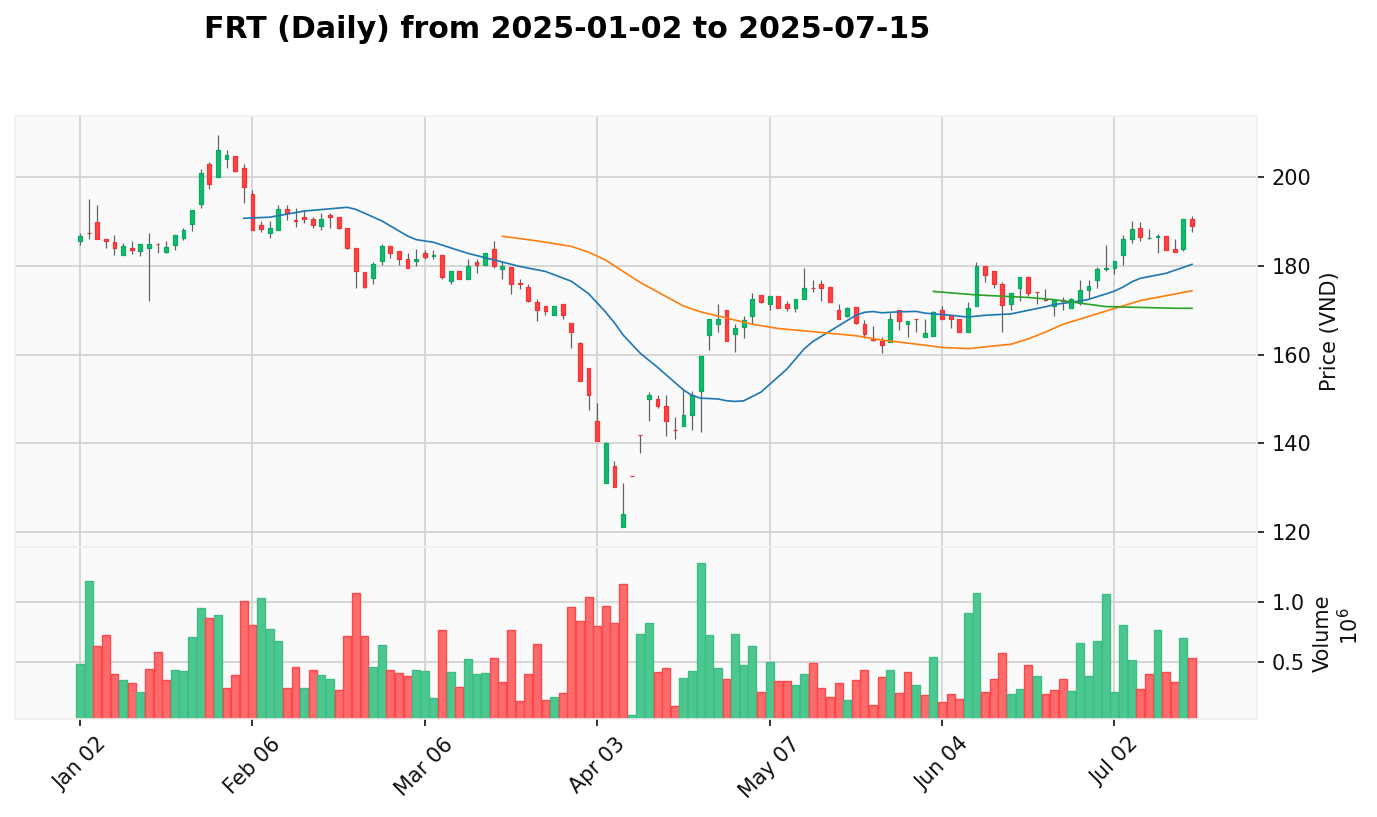 FRT (Daily) from 2025-01-02 to 2025-07-15
200
180
160
140
120
Price (VND)
1.0
0.5
Volume
10⁶
Jan 02
Feb 06
Mar 06
Apr 03
May 07
Jun 04
Jul 02